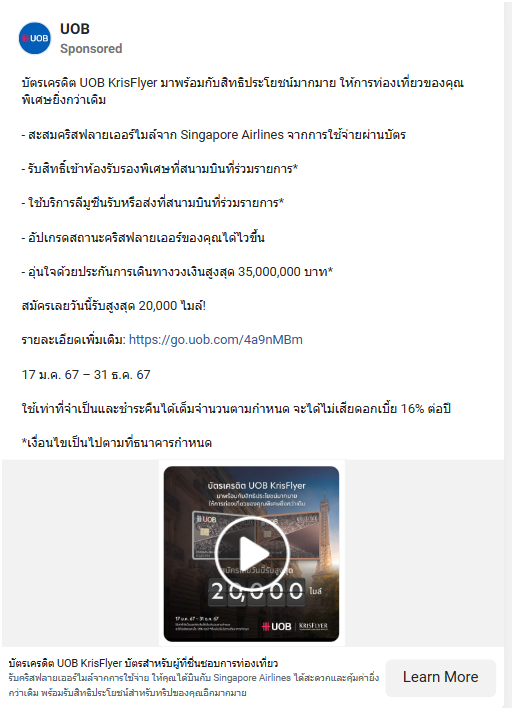 UOB
UOB
Sponsored
บัตรเครดิต UOB KrisFlyer มาพร้อมกับสิทธิประโยชน์มากมาย ให้การท่องเที่ยวของคุณ
พิเศษยิ่งกว่าเดิม
- สะสมคริสฟลายเออร์ไมล์จาก Singapore Airlines จากการใช้จ่ายผ่านบัตร
- รับสิทธิ์เข้าห้องรับรองพิเศษที่สนามบินที่ร่วมรายการ*
- ใช้บริการลีมูซีนรับหรือส่งที่สนามบินที่ร่วมรายการ*
- อัปเกรดสถานะคริสฟลายเออร์ของคุณได้ไวขึ้น
- อุ่นใจด้วยประกันการเดินทางวงเงินสูงสุด 35,000,000 บาท*
สมัครเลยวันนี้รับสูงสุด 20,000 ไมล์!
รายละเอียดเพิ่มเติม: https://go.uob.com/4a9nMBm
17 ม.ค. 67 – 31 ธ.ค. 67
ใช้เท่าที่จำเป็นและชำระคืนได้เต็มจำนวนตามกำหนด จะได้ไม่เสียดอกเบี้ย 16% ต่อปี
*เงื่อนไขเป็นไปตามที่ธนาคารกำหนด
บัตรเครดิต UOB KrisFlyer
มาพร้อมกับสิทธิประโยชน์มากมาย
ให้การท่องเที่ยวของคุณพิเศษยิ่งกว่าเดิม
UOB
สมัครเลยวันนี้รับสูงสุด
20,000 ไมล์
17 ม.ค. 67 - 31 ธ.ค. 67
UOB KRISFLYER
บัตรเครดิต UOB KrisFlyer บัตรสำหรับผู้ที่ชื่นชอบการท่องเที่ยว
รับคริสฟลายเออร์ไมล์จากการใช้จ่าย ให้คุณได้บินกับ Singapore Airlines ได้สะดวกและคุ้มค่ายิ่ง
กว่าเดิม พร้อมรับสิทธิประโยชน์สำหรับทริปของคุณอีกมากมาย
Learn More